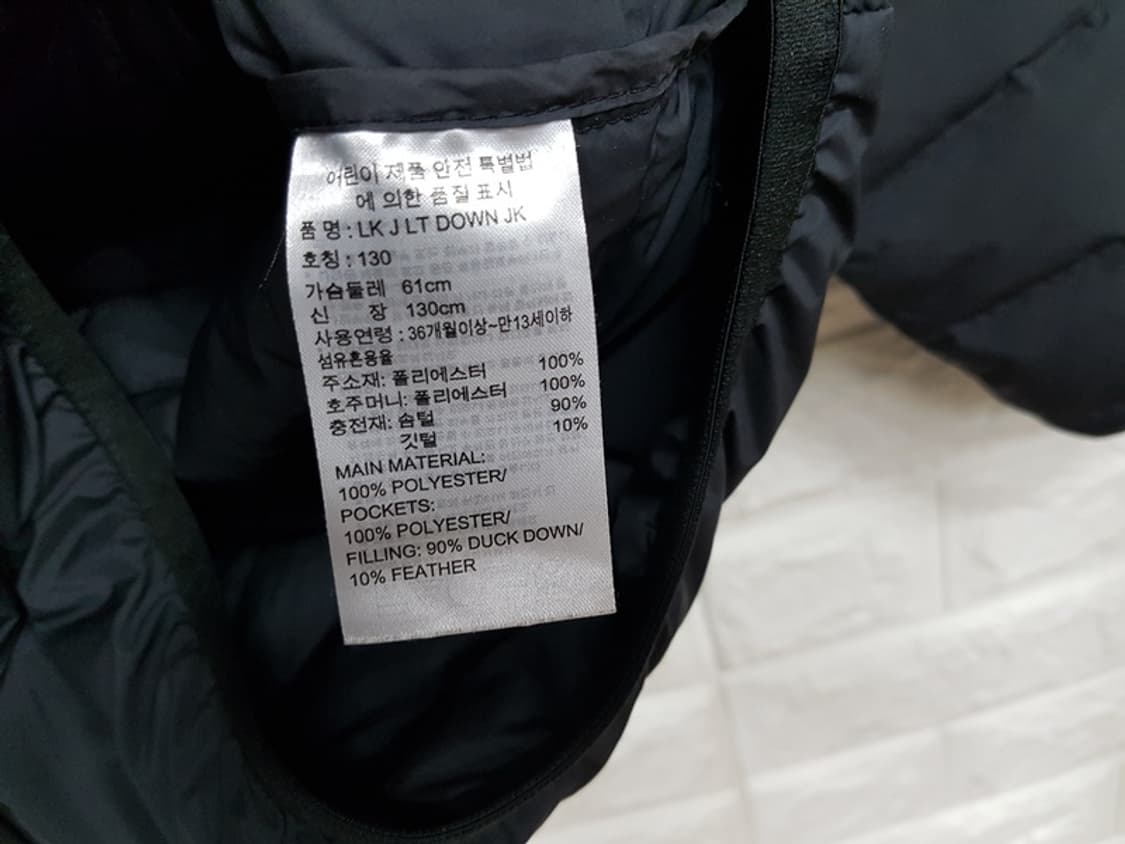 어린이 제품 안전 특별법
에 의한 품질 표시
품 명 : LK J LT DOWN JK
호칭 : 130
가슴둘레 61cm
신 장 130cm
사용연령 : 36개월이상~만13세이하
섬유혼용율
주소재: 폴리에스터 100%
호주머니: 폴리에스터 100%
충전재: 솜털 90%
깃털 10%
MAIN MATERIAL:
100% POLYESTER/
POCKETS:
100% POLYESTER/
FILLING: 90% DUCK DOWN/
10% FEATHER